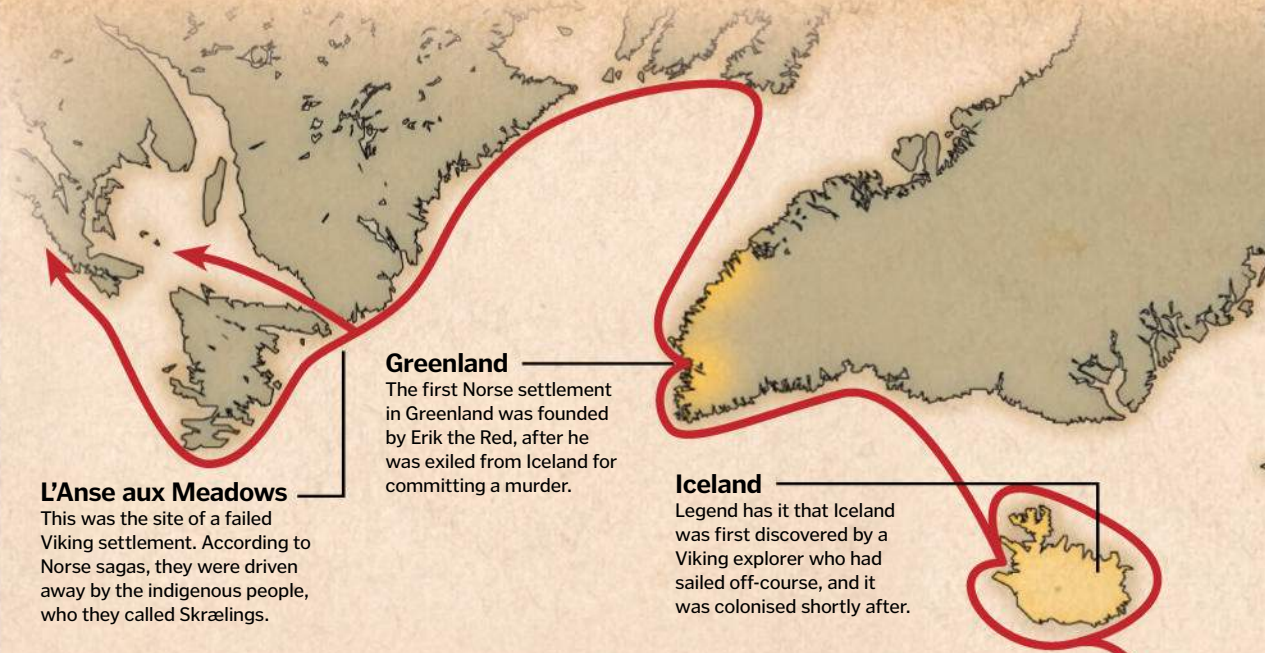 Greenland
The first Norse settlement
in Greenland was founded
by Erik the Red, after he
was exiled from Iceland for
committing a murder.
L'Anse aux Meadows
This was the site of a failed
Viking settlement. According to
Norse sagas, they were driven
away by the indigenous people,
who they called Skrælings.
Iceland
Legend has it that Iceland
was first discovered by a
Viking explorer who had
sailed off-course, and it
was colonised shortly after.